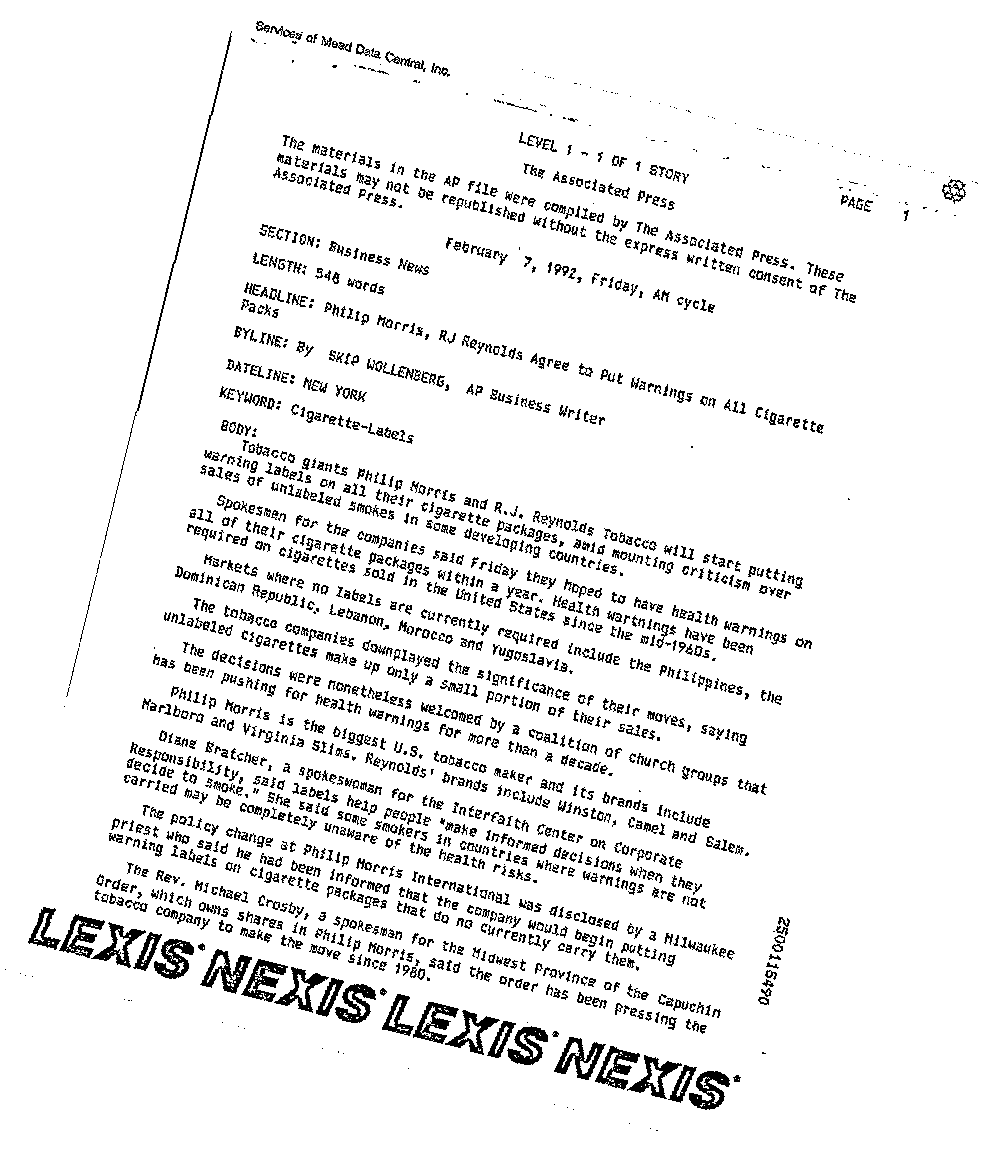 Services of Mead Data Central, Inc.
PAGE 1
LEVEL 1 - 1 OF 1 STORY
The Associated Press
The materials in the AP file were compiled by The Associated Press. These
materials may not be republished without the express written consent of The
Associated Press.
February 7, 1992, Friday, AM cycle
SECTION: Business News
LENGTH: 548 words
HEADLINE: Philip Morris, RJ Reynolds Agree to Put Warnings on All Cigarette
Packs
BYLINE: By SKIP WOLLENBERG, AP Business Writer
DATELINE: NEW YORK
KEYWORD: Cigarette-Labels
BODY:
Tobacco giants Philip Morris and R.J. Reynolds Tobacco will start putting
warning labels on all their cigarette packages, amid mounting criticism over
sales of unlabeled smokes in some developing countries.
Spokesmen for the companies said Friday they hoped to have health warnings on
all of their cigarette packages within a year. Health wartnings have been
required on cigarettes sold in the United States since the mid-1960s.
Markets where no labels are currently required include the Philippines, the
Dominican Republic, Lebanon, Morocco and Yugoslavia.
The tobacco companies downplayed the significance of their moves, saying
unlabeled cigarettes make up only a small portion of their sales.
The decisions were nonetheless welcomed by a coalition of church groups that
has been pushing for health warnings for more than a decade.
Philip Morris is the biggest U.S. tobacco maker and its brands include
Marlboro and Virginia Slims. Reynolds' brands include Winston, Camel and Salem.
Diane Bratcher, a spokeswoman for the Interfaith Center on Corporate
Responsibility, said labels help people "make informed decisions when they
decide to smoke." She said some smokers in countries where warnings are not
carried may be completely unaware of the health risks.
The policy change at Philip Morris International was disclosed by a Milwaukee
priest who said he had been informed that the company would begin putting
warning labels on cigarette packages that do no currently carry them.
The Rev. Michael Crosby, a spokesman for the Midwest Province of the Capuchin
Order, which owns shares in Philip Morris, said the order has been pressing the
tobacco company to make the move since 1980.
LEXIS NEXIS LEXIS NEXIS
2500115490